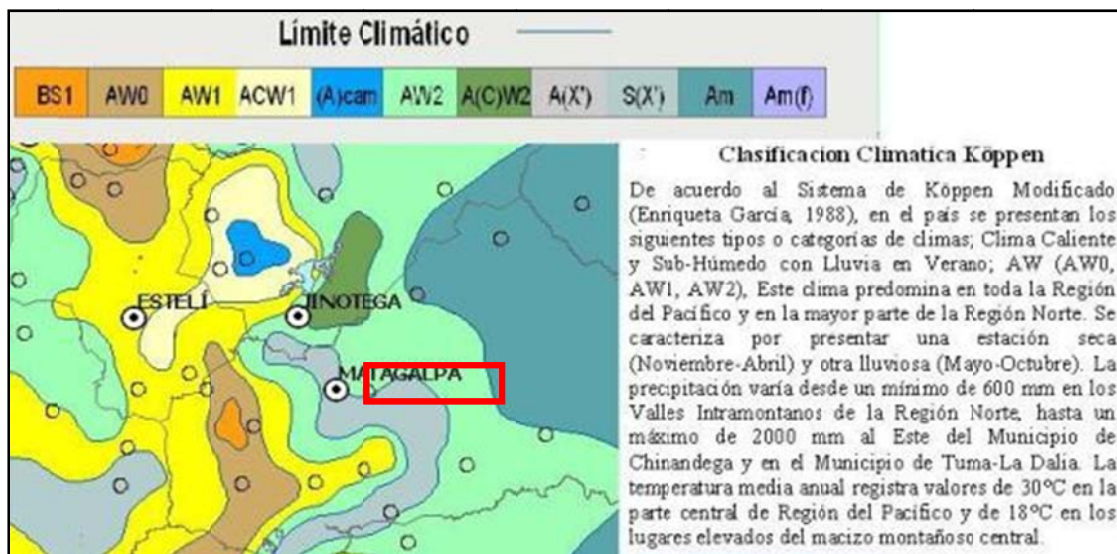 Límite Climático
BS1 AW0 AW1 ACW1 (A)cam AW2 A(C)W2 A(X') S(X') Am Am(f)
Clasificacion Climatica Köppen
De acuerdo al Sistema de Köppen Modificado
(Enriqueta García, 1988), en el país se presentan los
siguientes tipos o categorías de climas; Clima Caliente
y Sub-Húmedo con Lluvia en Verano; AW (AW0,
AW1, AW2), Este clima predomina en toda la Región
del Pacífico y en la mayor parte de la Región Norte. Se
caracteriza por presentar una estación seca
(Noviembre-Abril) y otra lluviosa (Mayo-Octubre). La
precipitación varía desde un mínimo de 600 mm en los
Valles Intramontanos de la Región Norte, hasta un
máximo de 2000 mm al Este del Municipio de
Chinandega y en el Municipio de Tuma-La Dalia. La
temperatura media anual registra valores de 30°C en la
parte central de Región del Pacífico y de 18°C en los
lugares elevados del macizo montañoso central.
ESTELÍ
JINOTEGA
MATAGALPA